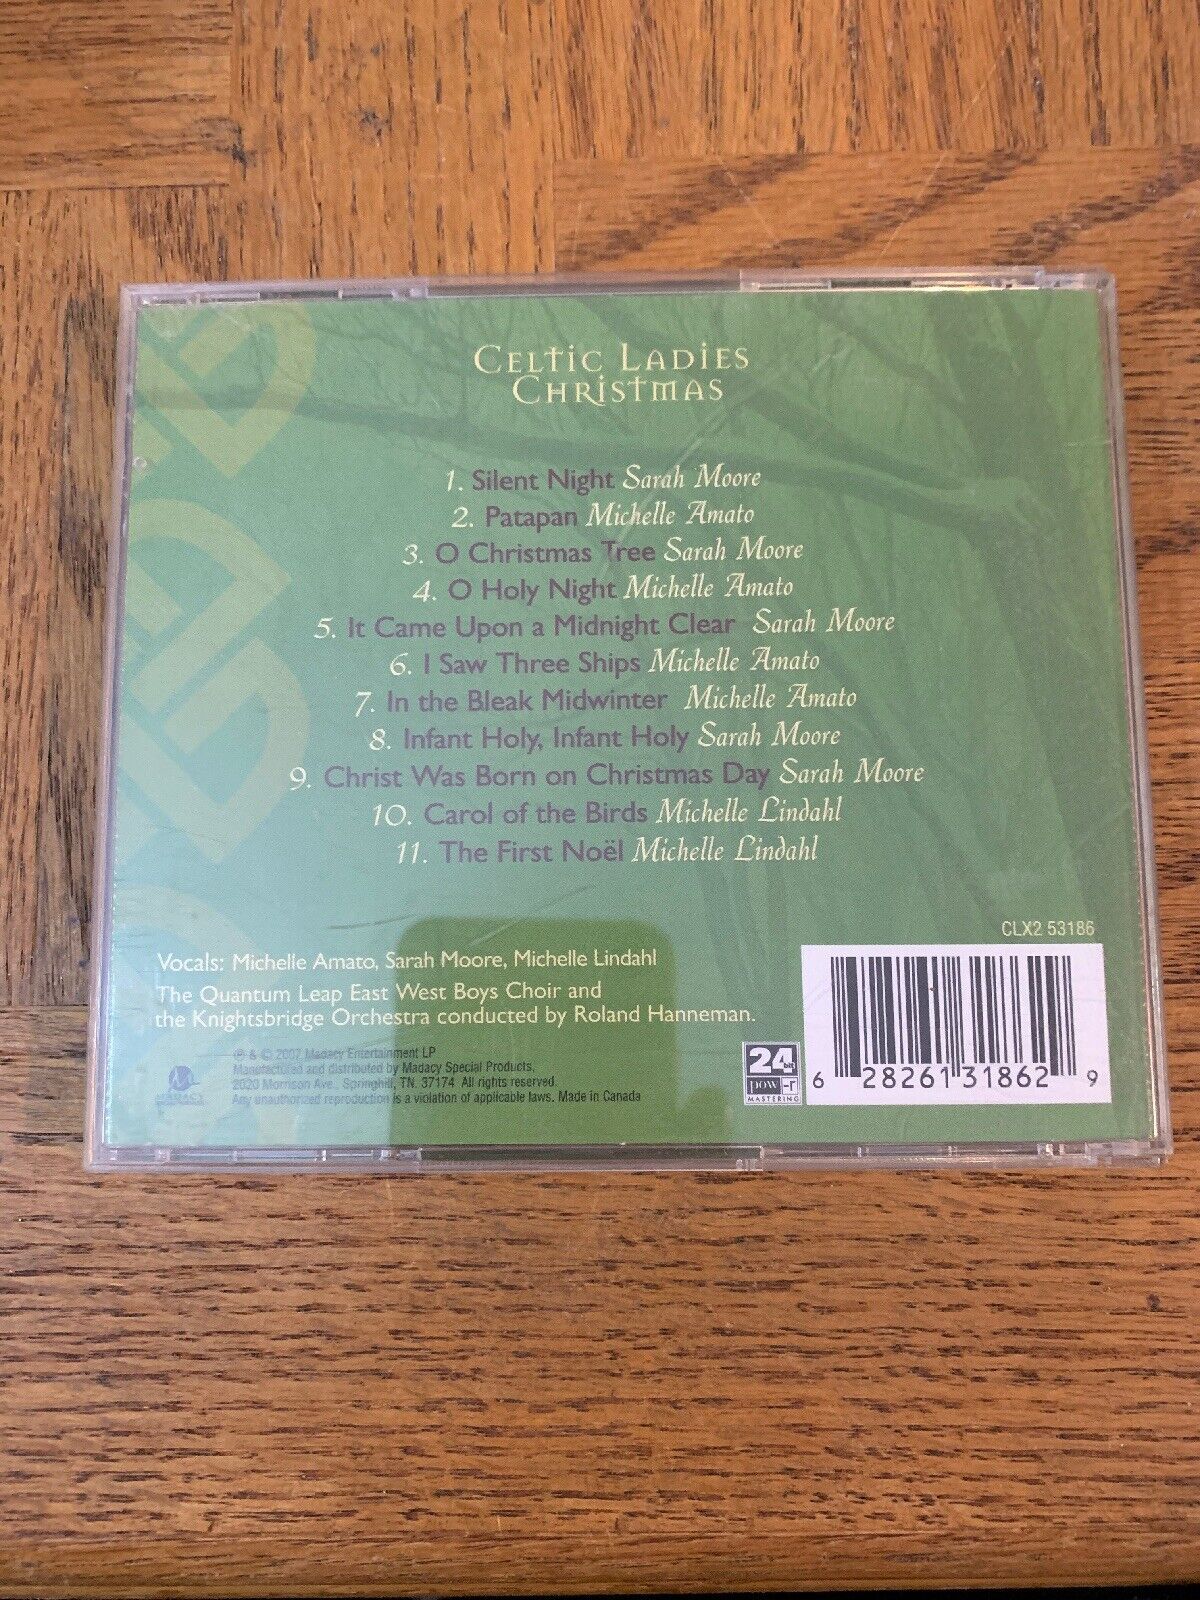 Celtic Ladies
Christmas
1. Silent Night Sarah Moore
2. Patapan Michelle Amato
3. O Christmas Tree Sarah Moore
4. O Holy Night Michelle Amato
5. It Came Upon a Midnight Clear Sarah Moore
6. I Saw Three Ships Michelle Amato
7. In the Bleak Midwinter Michelle Amato
8. Infant Holy, Infant Holy Sarah Moore
9. Christ Was Born on Christmas Day Sarah Moore
10. Carol of the Birds Michelle Lindahl
11. The First Noël Michelle Lindahl
CLX2 53186
Vocals: Michelle Amato, Sarah Moore, Michelle Lindahl
The Quantum Leap East West Boys Choir and
the Knightsbridge Orchestra conducted by Roland Hanneman.
℗ & © 2007 Madacy Entertainment LP
Manufactured and distributed by Madacy Special Products,
2020 Morrison Ave., Springhill, TN. 37174 All rights reserved.
Any unauthorized reproduction is a violation of applicable laws. Made in Canada
MADACY
24 bit
pow-r
MASTERING
6 28261 31862 9